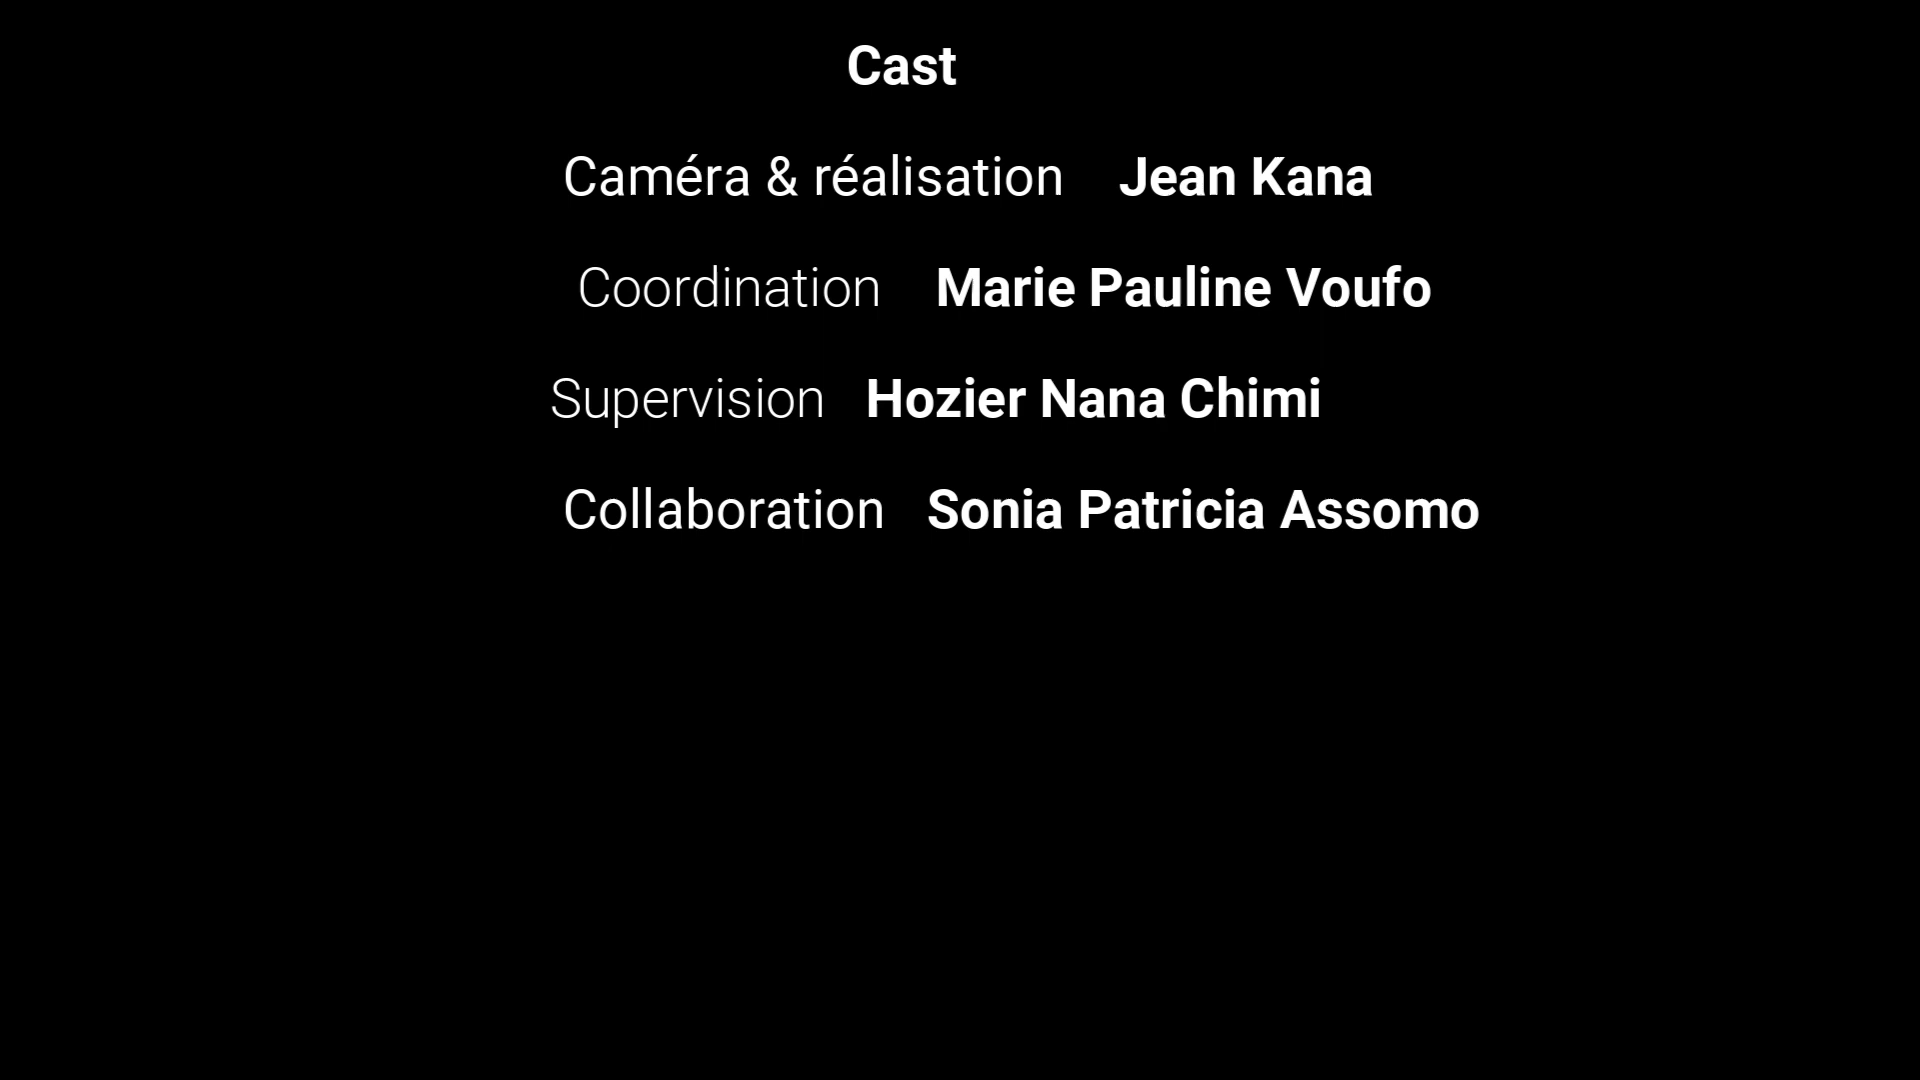 Cast
Caméra & réalisation Jean Kana
Coordination Marie Pauline Voufo
Supervision Hozier Nana Chimi
Collaboration Sonia Patricia Assomo